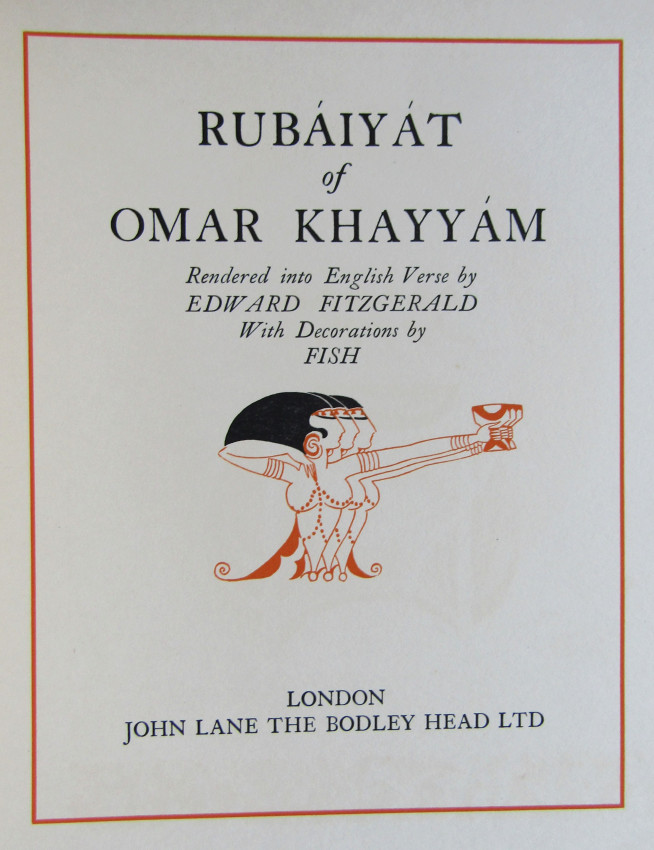 RUBÁIYÁT
of
OMAR KHAYYÁM
Rendered into English Verse by
EDWARD FITZGERALD
With Decorations by
FISH
LONDON
JOHN LANE THE BODLEY HEAD LTD